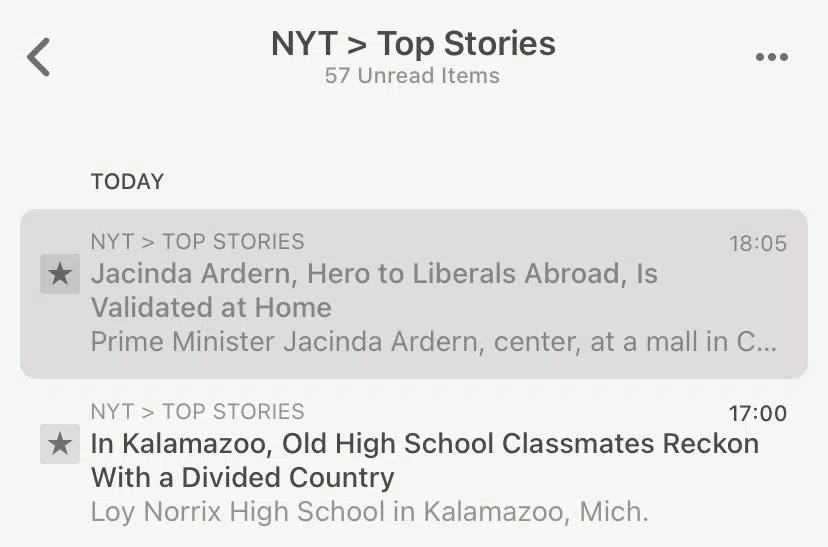 NYT > Top Stories
57 Unread Items
TODAY
NYT > TOP STORIES 18:05
Jacinda Ardern, Hero to Liberals Abroad, Is
Validated at Home
Prime Minister Jacinda Ardern, center, at a mall in C...
NYT > TOP STORIES 17:00
In Kalamazoo, Old High School Classmates Reckon
With a Divided Country
Loy Norrix High School in Kalamazoo, Mich.